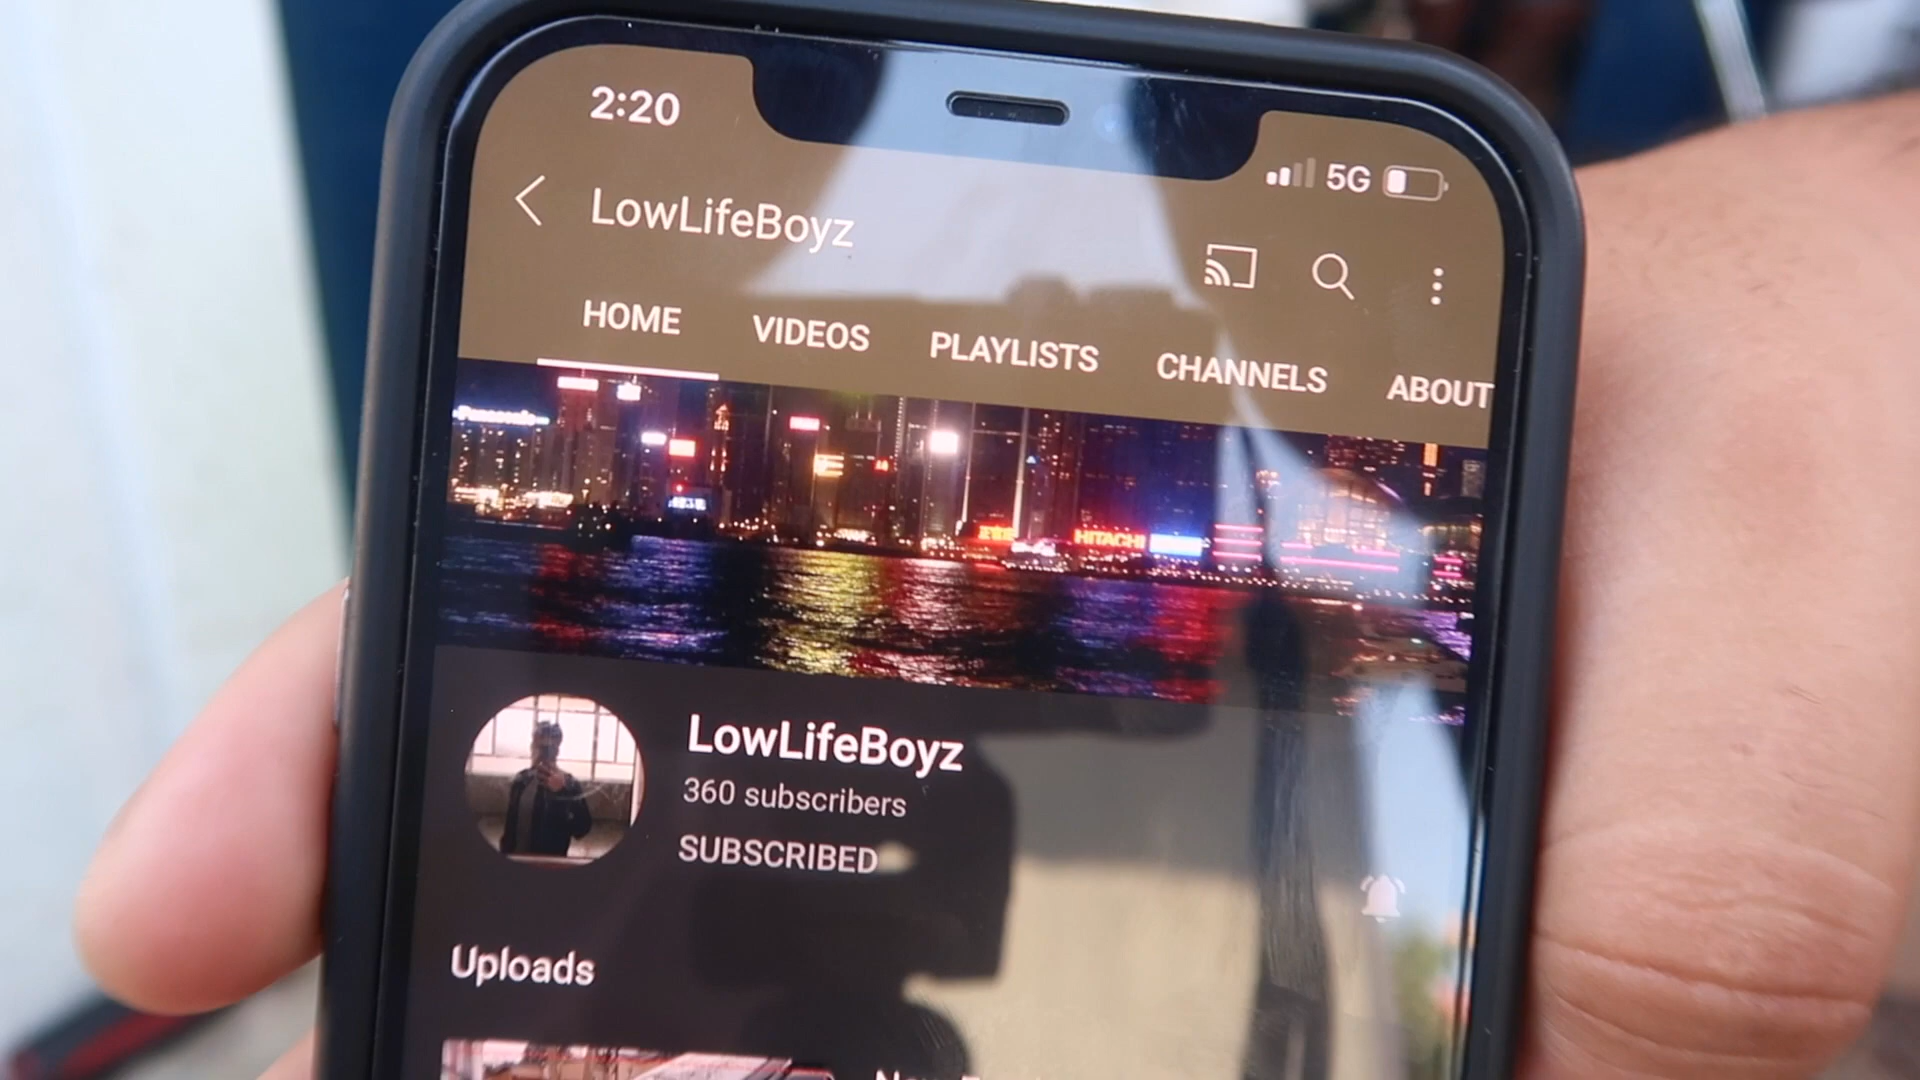 2:20
5G
LowLifeBoyz
HOME VIDEOS PLAYLISTS CHANNELS ABOUT
Panasonic
HITACHI
LowLifeBoyz
360 subscribers
SUBSCRIBED
Uploads